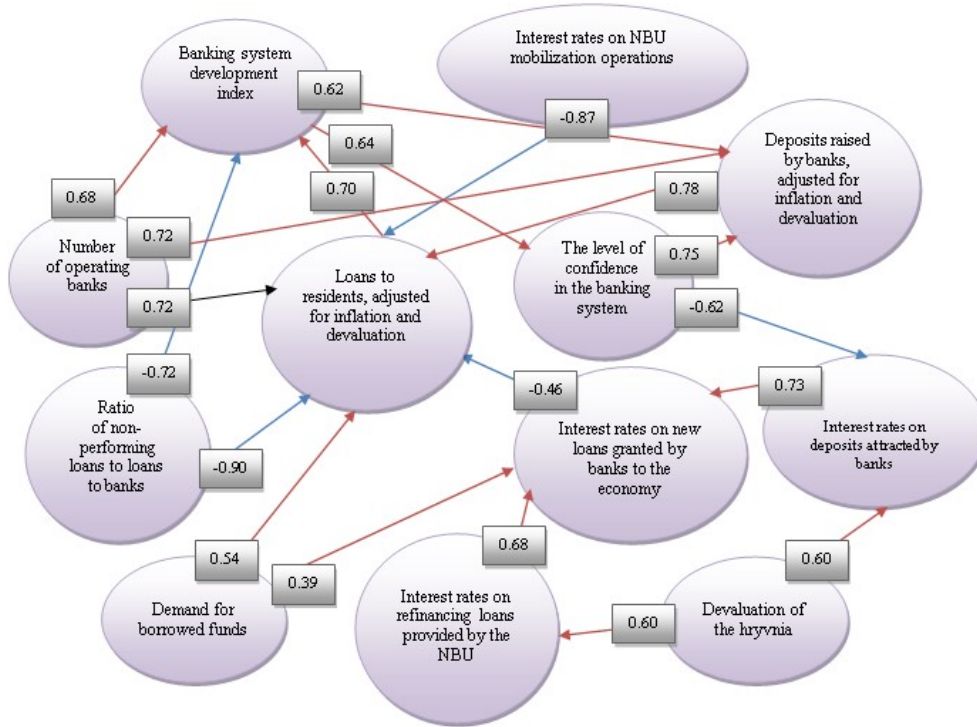 Banking system
development
index
Interest rates on NBU
mobilization operations
0.62
-0.87
0.64
Deposits raised
by banks,
adjusted for
inflation and
devaluation
0.68
0.70
0.78
Number
of operating
banks
0.72
The level of
confidence
in the banking
system
0.75
Loans to
residents, adjusted
for inflation and
devaluation
0.72
-0.62
-0.72
-0.46
0.73
Ratio
of non-
performing
loans to loans
to banks
-0.90
Interest rates on new
loans granted by
banks to the
economy
Interest rates on
deposits attracted by
banks
0.54
0.39
0.68
0.60
Demand for
borrowed funds
Interest rates on
refinancing loans
provided by the
NBU
0.60
Devaluation of
the hryvnia